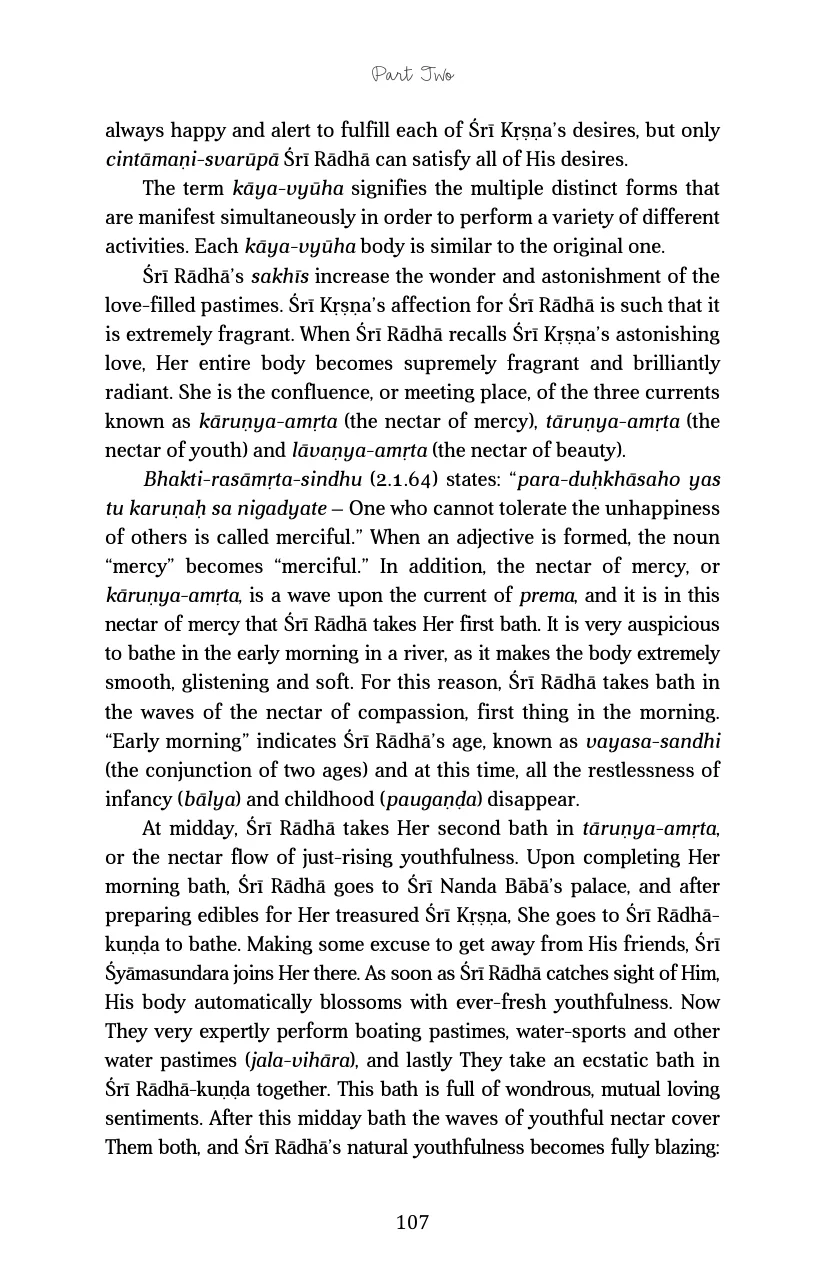 Part Two
always happy and alert to fulfill each of Śrī Kṛṣṇa’s desires, but only
cintāmaṇi-svarūpā Śrī Rādhā can satisfy all of His desires.
The term kāya-vyūha signifies the multiple distinct forms that
are manifest simultaneously in order to perform a variety of different
activities. Each kāya-vyūha body is similar to the original one.
Śrī Rādhā’s sakhīs increase the wonder and astonishment of the
love-filled pastimes. Śrī Kṛṣṇa’s affection for Śrī Rādhā is such that it
is extremely fragrant. When Śrī Rādhā recalls Śrī Kṛṣṇa’s astonishing
love, Her entire body becomes supremely fragrant and brilliantly
radiant. She is the confluence, or meeting place, of the three currents
known as kāruṇya-amṛta (the nectar of mercy), tāruṇya-amṛta (the
nectar of youth) and lāvaṇya-amṛta (the nectar of beauty).
Bhakti-rasāmṛta-sindhu (2.1.64) states: “para-duḥkhāsaho yas
tu karuṇaḥ sa nigadyate – One who cannot tolerate the unhappiness
of others is called merciful.” When an adjective is formed, the noun
“mercy” becomes “merciful.” In addition, the nectar of mercy, or
kāruṇya-amṛta, is a wave upon the current of prema, and it is in this
nectar of mercy that Śrī Rādhā takes Her first bath. It is very auspicious
to bathe in the early morning in a river, as it makes the body extremely
smooth, glistening and soft. For this reason, Śrī Rādhā takes bath in
the waves of the nectar of compassion, first thing in the morning.
“Early morning” indicates Śrī Rādhā’s age, known as vayasa-sandhi
(the conjunction of two ages) and at this time, all the restlessness of
infancy (bālya) and childhood (paugaṇḍa) disappear.
At midday, Śrī Rādhā takes Her second bath in tāruṇya-amṛta,
or the nectar flow of just-rising youthfulness. Upon completing Her
morning bath, Śrī Rādhā goes to Śrī Nanda Bābā’s palace, and after
preparing edibles for Her treasured Śrī Kṛṣṇa, She goes to Śrī Rādhā-
kuṇḍa to bathe. Making some excuse to get away from His friends, Śrī
Śyāmasundara joins Her there. As soon as Śrī Rādhā catches sight of Him,
His body automatically blossoms with ever-fresh youthfulness. Now
They very expertly perform boating pastimes, water-sports and other
water pastimes (jala-vihāra), and lastly They take an ecstatic bath in
Śrī Rādhā-kuṇḍa together. This bath is full of wondrous, mutual loving
sentiments. After this midday bath the waves of youthful nectar cover
Them both, and Śrī Rādhā’s natural youthfulness becomes fully blazing:
107